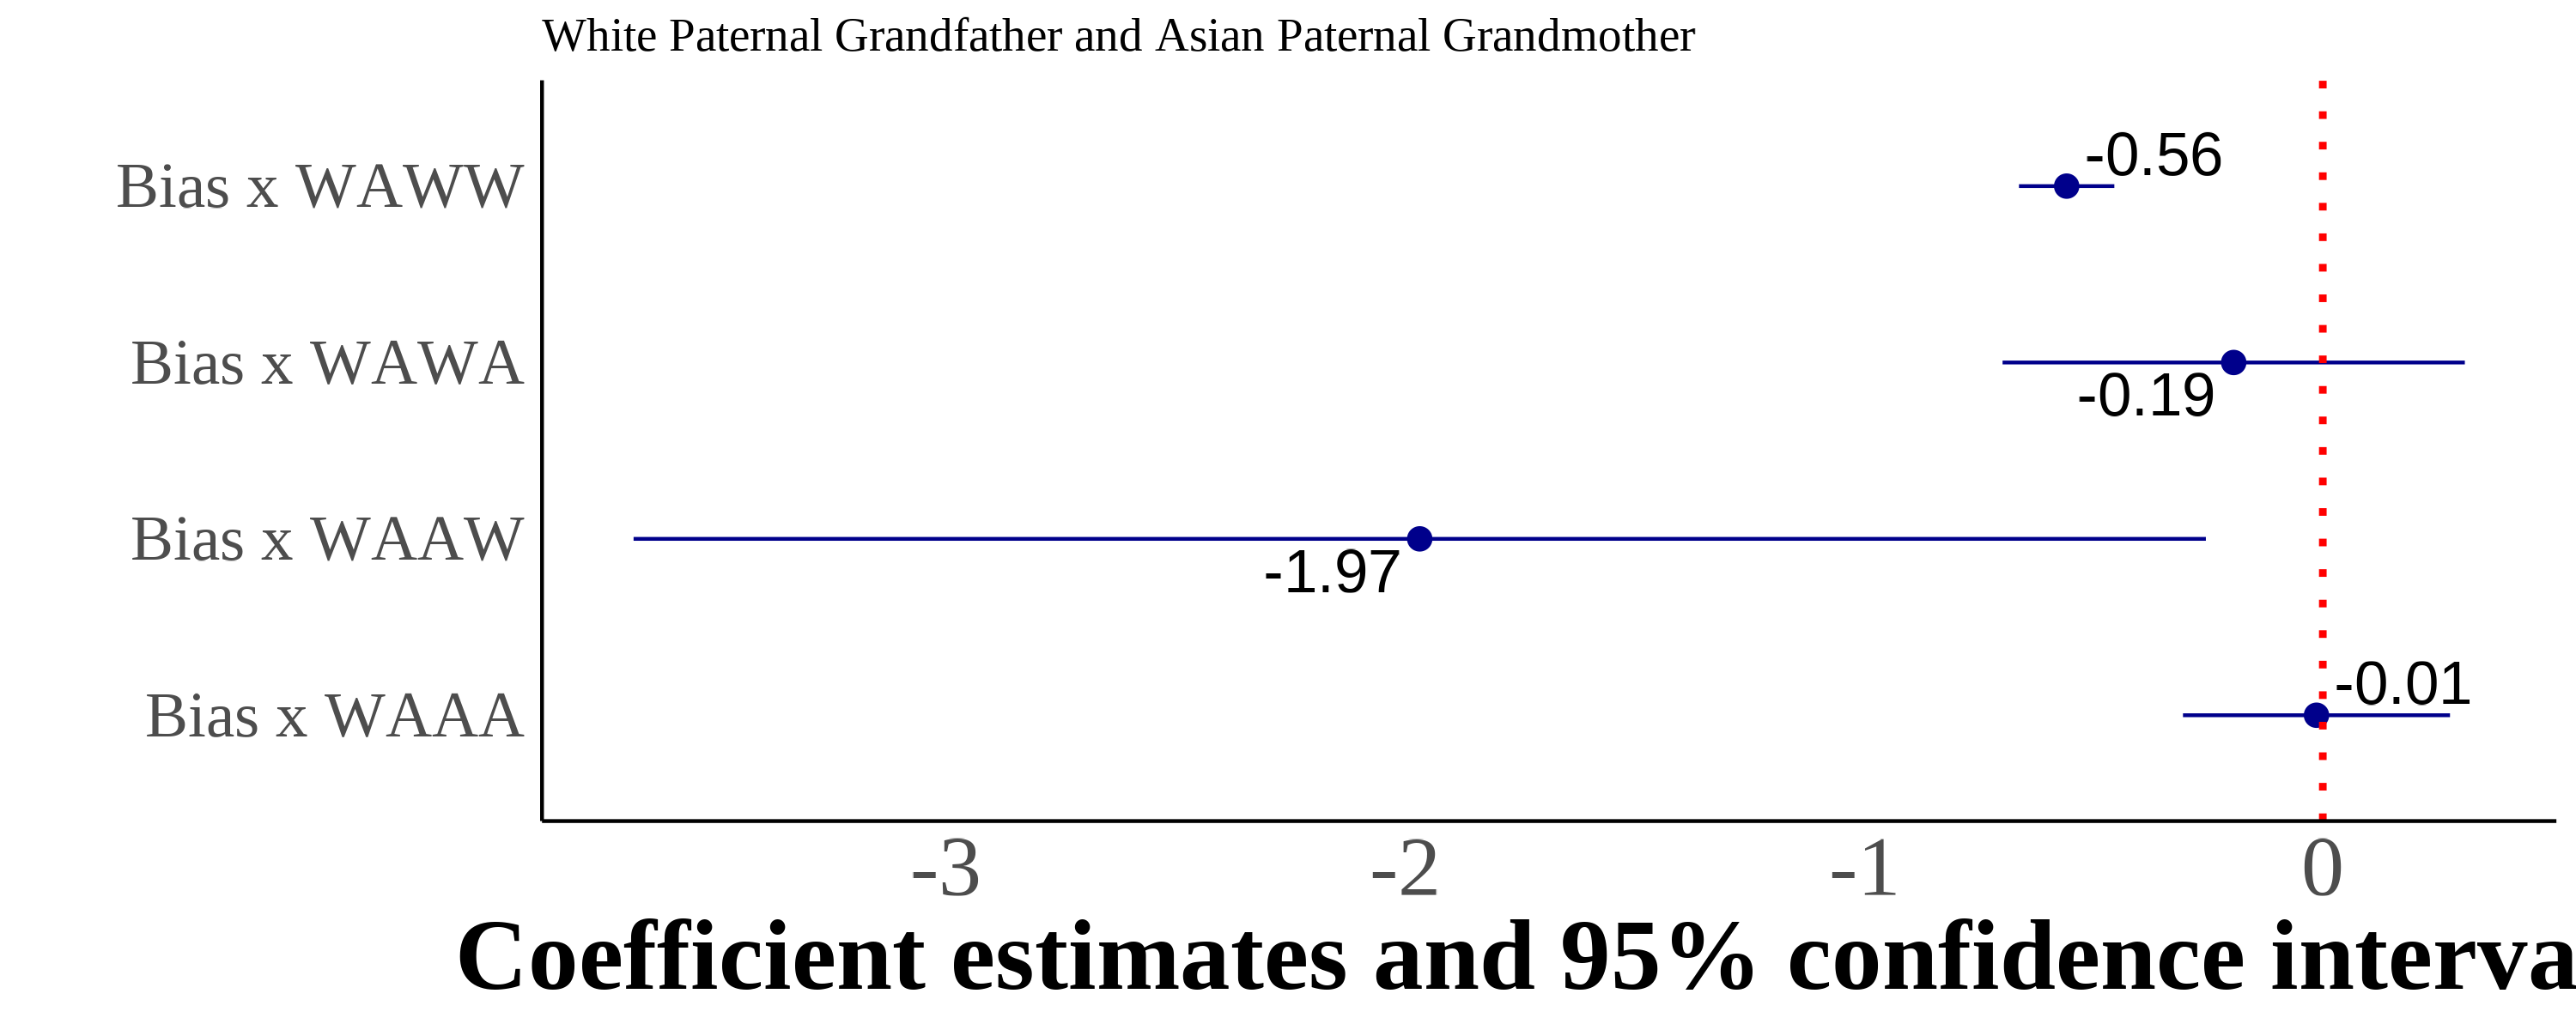 White Paternal Grandfather and Asian Paternal Grandmother
Bias x WAWW
-0.56
Bias x WAWA
-0.19
Bias x WAAW
-1.97
Bias x WAAA
-0.01
-3 -2 -1 0
Coefficient estimates and 95% confidence interva